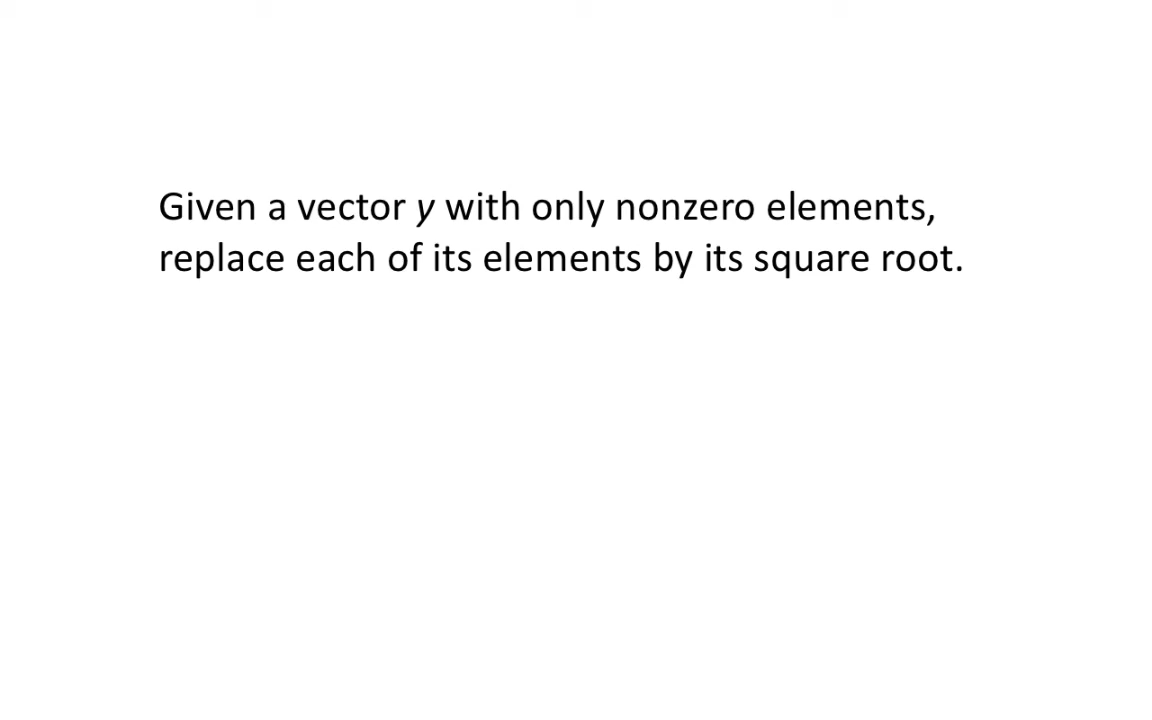 Given a vector y with only nonzero elements,
replace each of its elements by its square root.